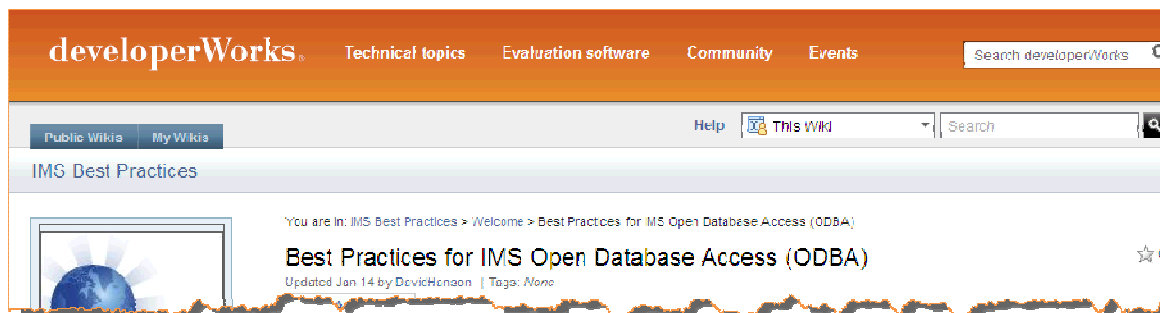 developerWorks. Technical topics Evaluation software Community Events Search developerWorks
Help This Wiki Search
Public Wikis My Wikis
IMS Best Practices
You are in: IMS Best Practices > Welcome > Best Practices for IMS Open Database Access (ODBA)
Best Practices for IMS Open Database Access (ODBA)
Updated Jan 14 by DavidHanson | Tags: None